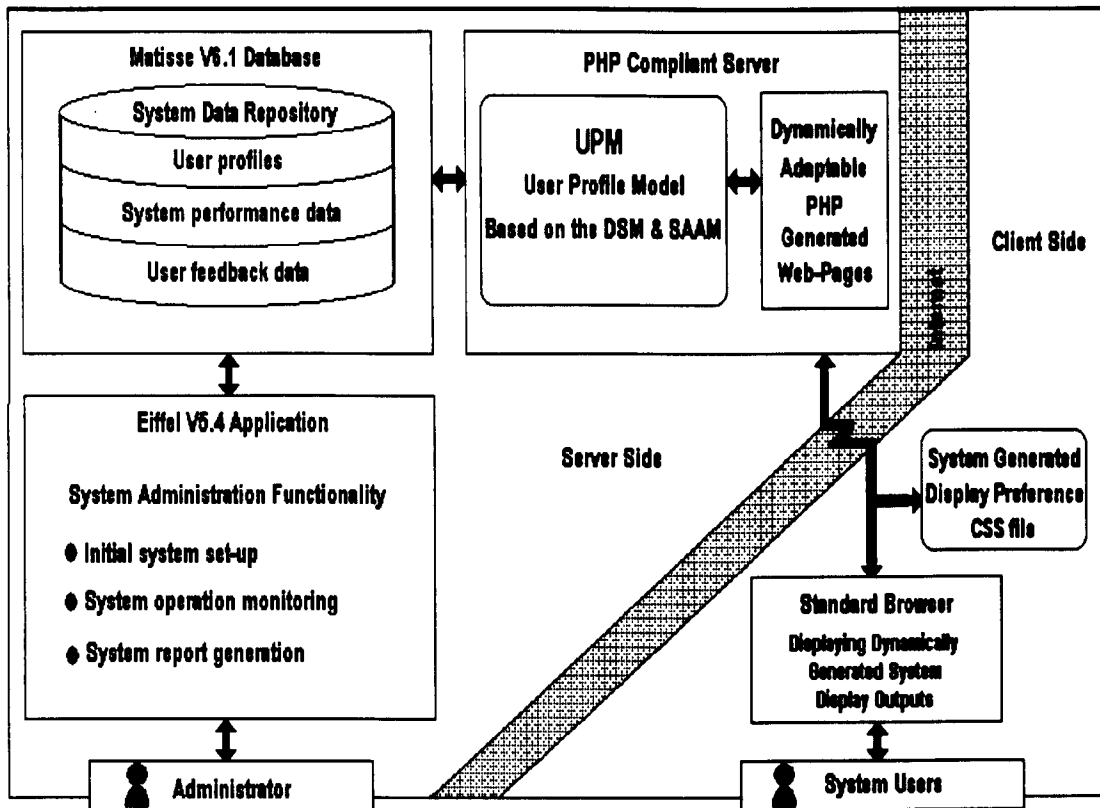 Matisse V6.1 Database
System Data Repository
User profiles
System performance data
User feedback data
PHP Compliant Server
UPM
User Profile Model
Based on the DSM & SAAM
Dynamically
Adaptable
PHP
Generated
Web-Pages
Client Side
Internet
Eiffel V5.4 Application
System Administration Functionality
Initial system set-up
System operation monitoring
System report generation
Server Side
System Generated
Display Preference
CSS file
Standard Browser
Displaying Dynamically
Generated System
Display Outputs
Administrator
System Users